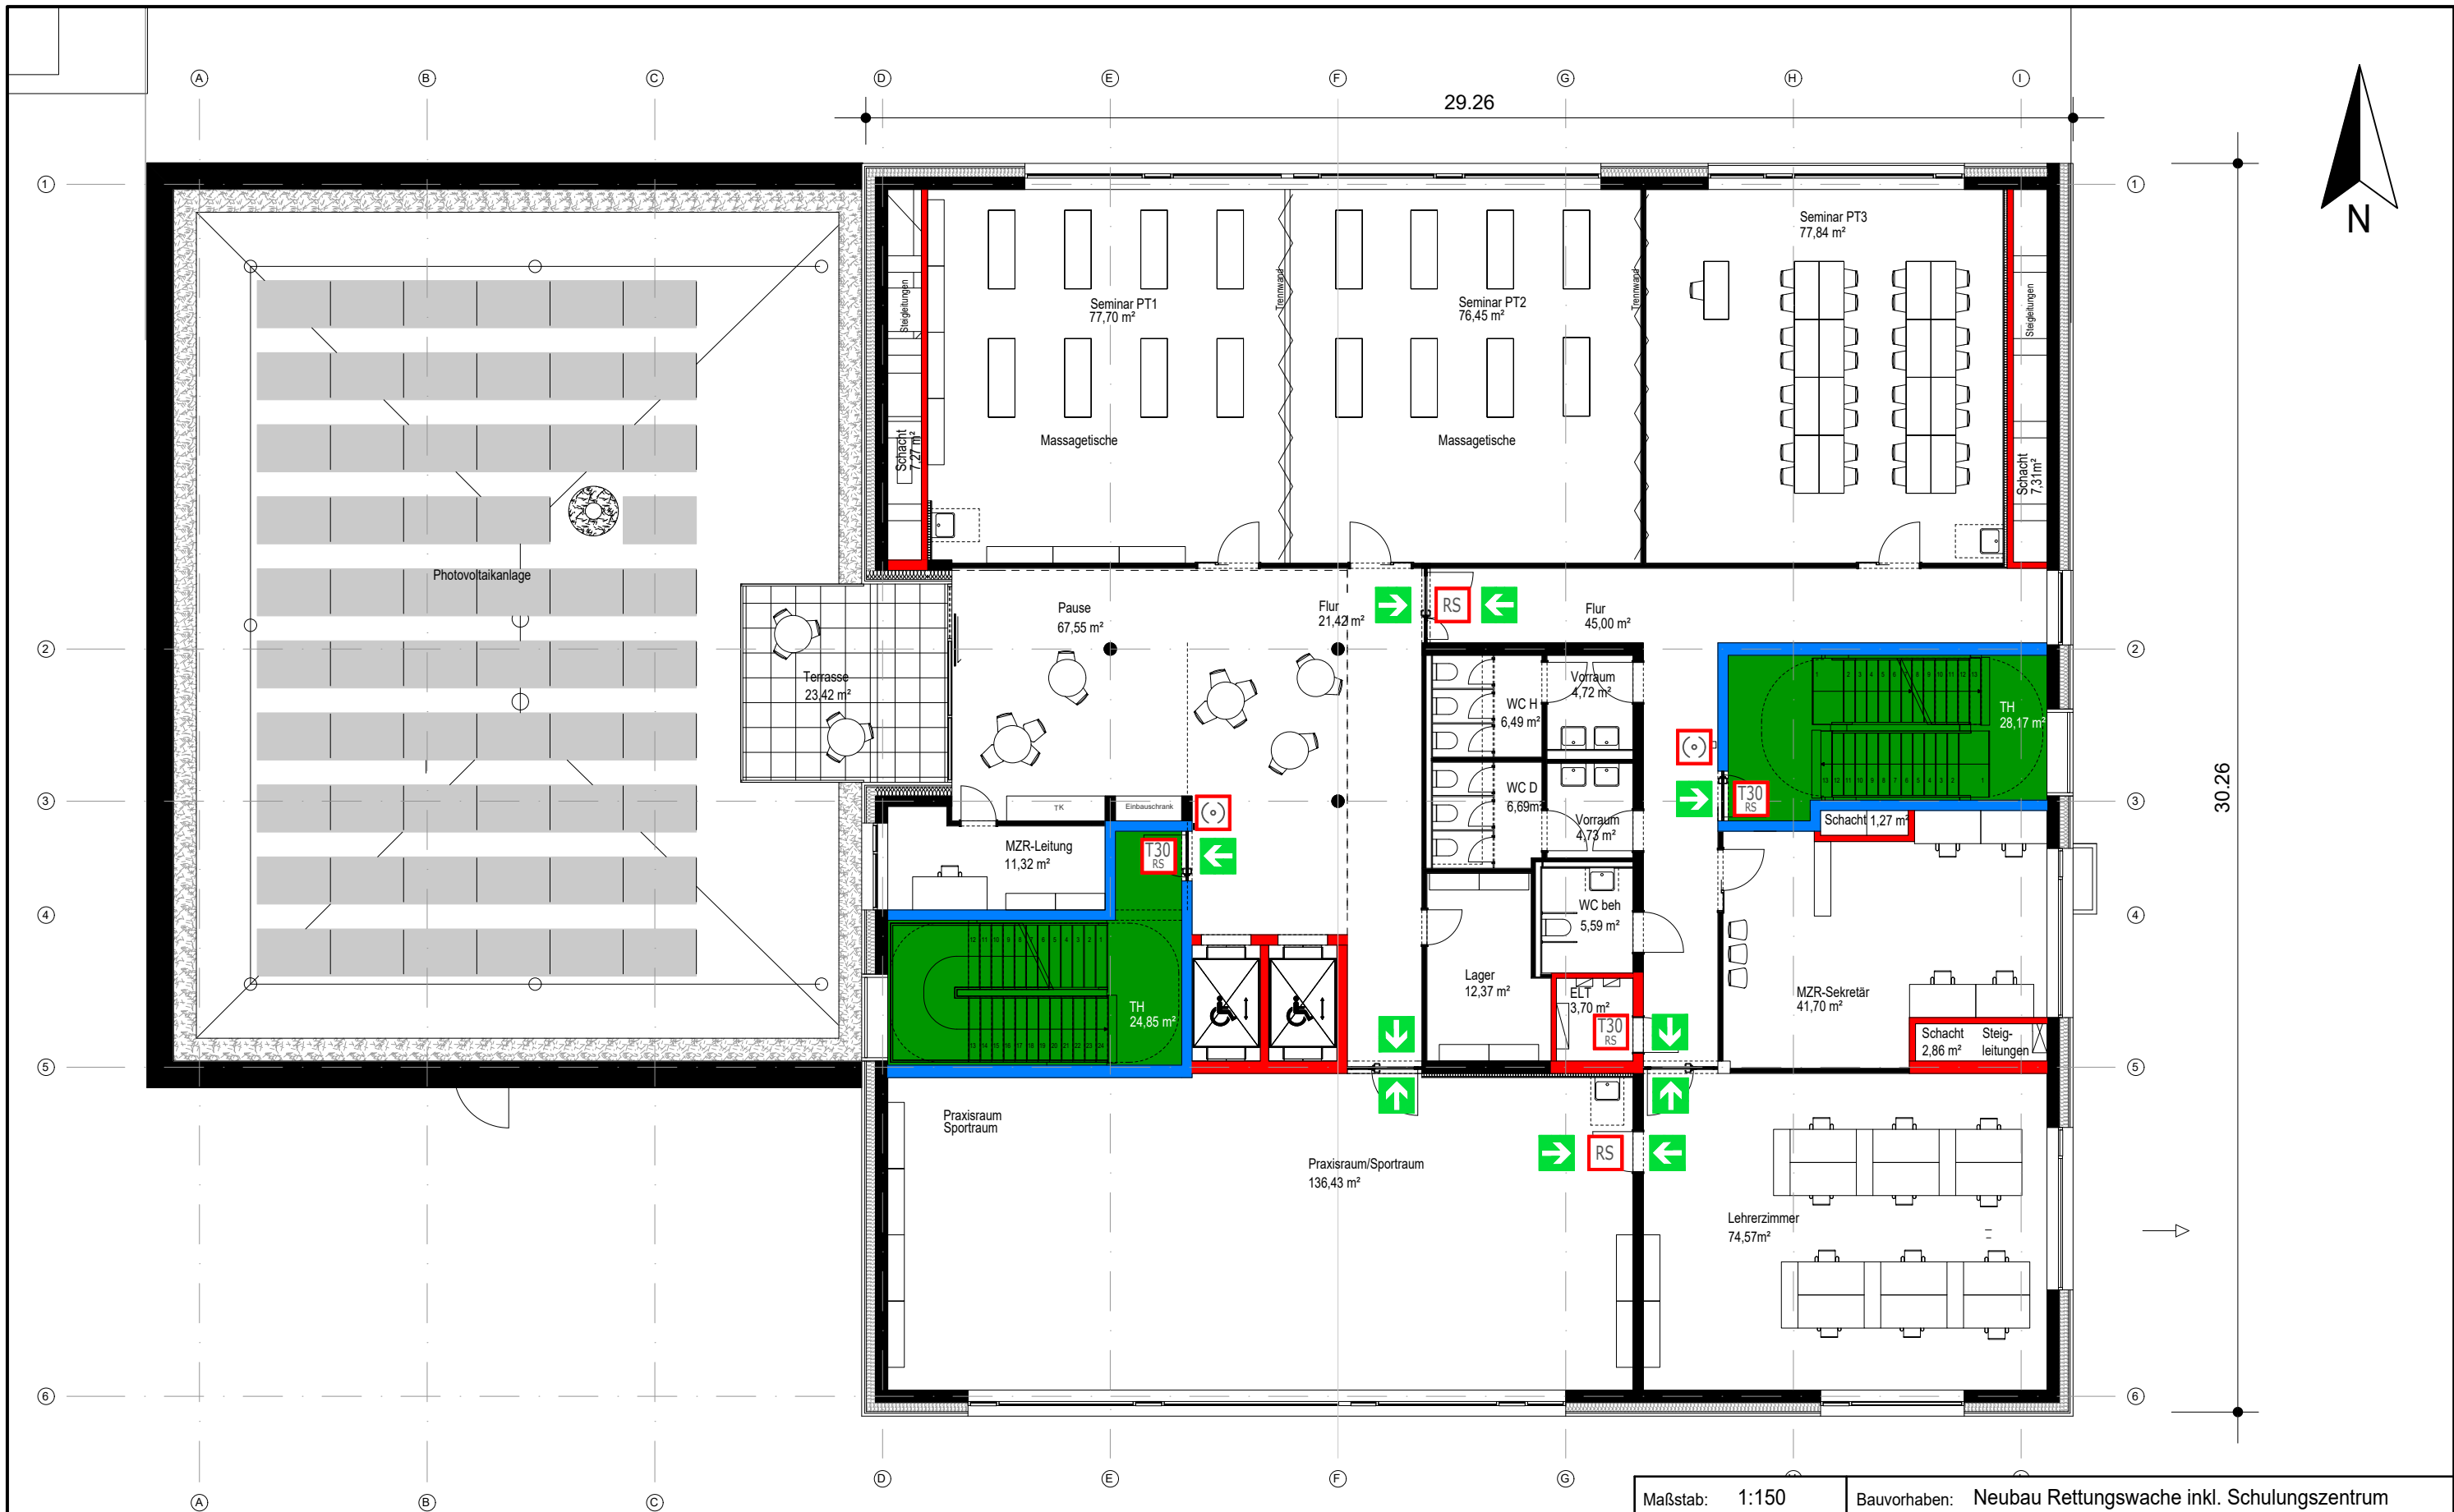 A B C D E F G H I
29.26
N
1 1
Seminar PT3
77,84 m²
Steigleitungen
Seminar PT1
77,70 m²
Trennwand
Seminar PT2
76,45 m²
Trennwand
Steigleitungen
Massagetische
Massagetische
Schacht
7,27 m²
Schacht
7,31m²
Photovoltaikanlage
Pause
67,55 m²
Flur
21,42 m²
RS
Flur
45,00 m²
2 2
Terrasse
23,42 m²
WC H
6,49 m²
Vorraum
4,72 m²
TH
28,17 m²
30.26
3 3
TK
Einbauschrank
WC D
6,69m²
Vorraum
4,73 m²
T30
RS
Schacht 1,27 m²
MZR-Leitung
11,32 m²
T30
RS
4 4
WC beh
5,59 m²
TH
24,85 m²
Lager
12,37 m²
ELT
3,70 m²
T30
RS
MZR-Sekretär
41,70 m²
Schacht
2,86 m²
Steig-
leitungen
5 5
Praxisraum
Sportraum
Praxisraum/Sportraum
136,43 m²
RS
Lehrerzimmer
74,57m²
6 6
D E F G
A B C
Maßstab: 1:150
Bauvorhaben: Neubau Rettungswache inkl. Schulungszentrum